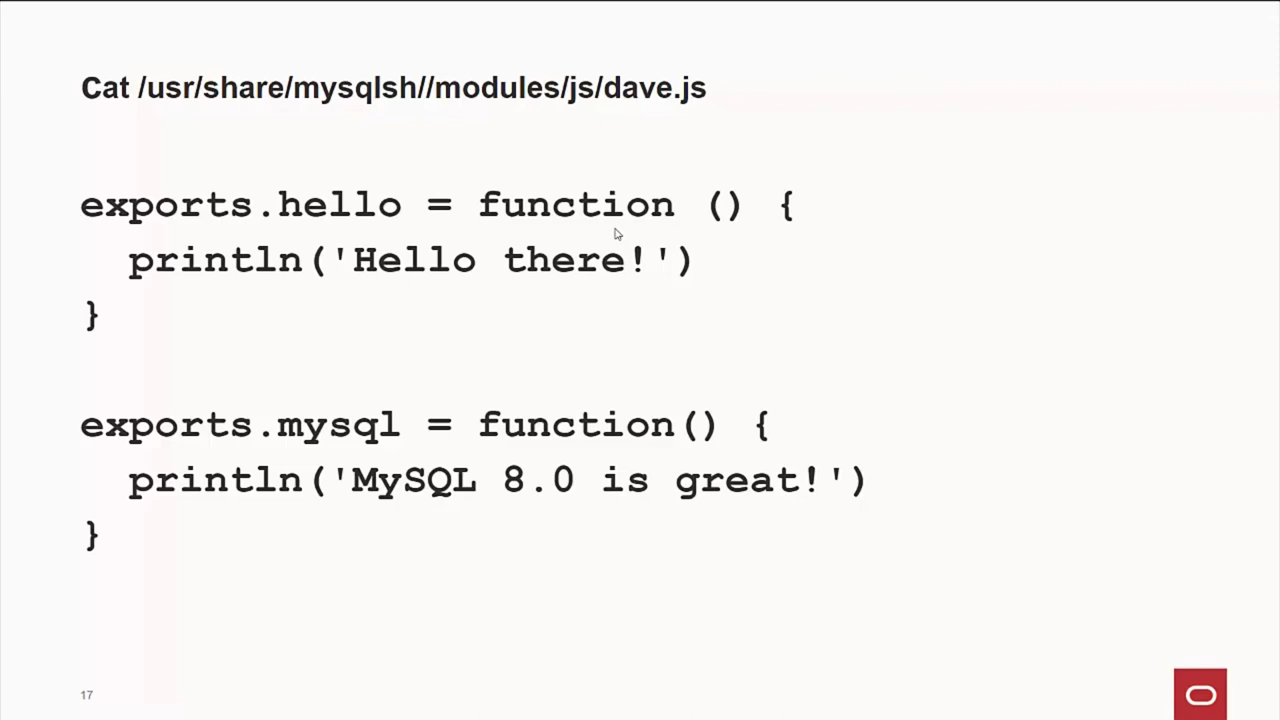 Cat /usr/share/mysqlsh//modules/js/dave.js
exports.hello = function () {
  println('Hello there!')
}
exports.mysql = function() {
  println('MySQL 8.0 is great!')
}
17